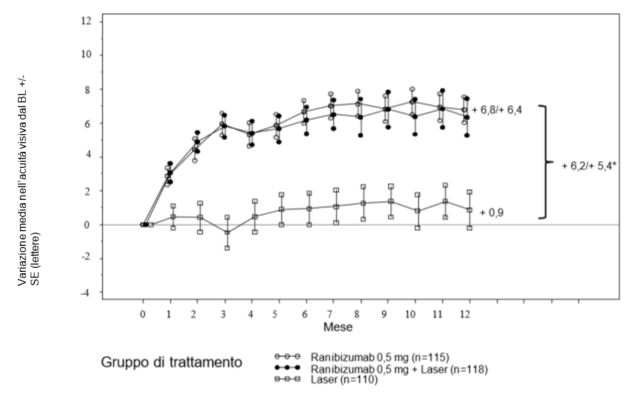 Variazione media nell'acuità visiva dal BL +/-
SE (lettere)
12
10
8
6
4
2
0
-2
-4
+ 6,8/+ 6,4
+ 6,2/+ 5,4*
+ 0,9
0 1 2 3 4 5 6 7 8 9 10 11 12
Mese
Gruppo di trattamento
Ranibizumab 0,5 mg (n=115)
Ranibizumab 0,5 mg + Laser (n=118)
Laser (n=110)